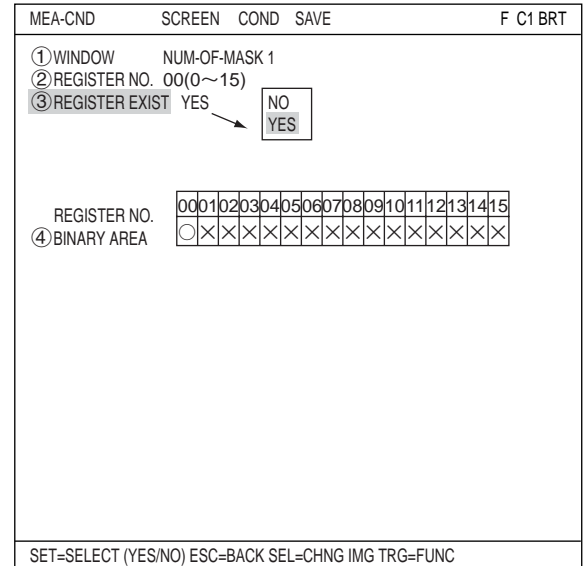 MEA-CND SCREEN COND SAVE F C1 BRT
①WINDOW NUM-OF-MASK 1
②REGISTER NO. 00(0～15)
③REGISTER EXIST YES NO
YES
REGISTER NO. 00 01 02 03 04 05 06 07 08 09 10 11 12 13 14 15
④BINARY AREA ○ × × × × × × × × × × × × × × ×
SET=SELECT (YES/NO) ESC=BACK SEL=CHNG IMG TRG=FUNC